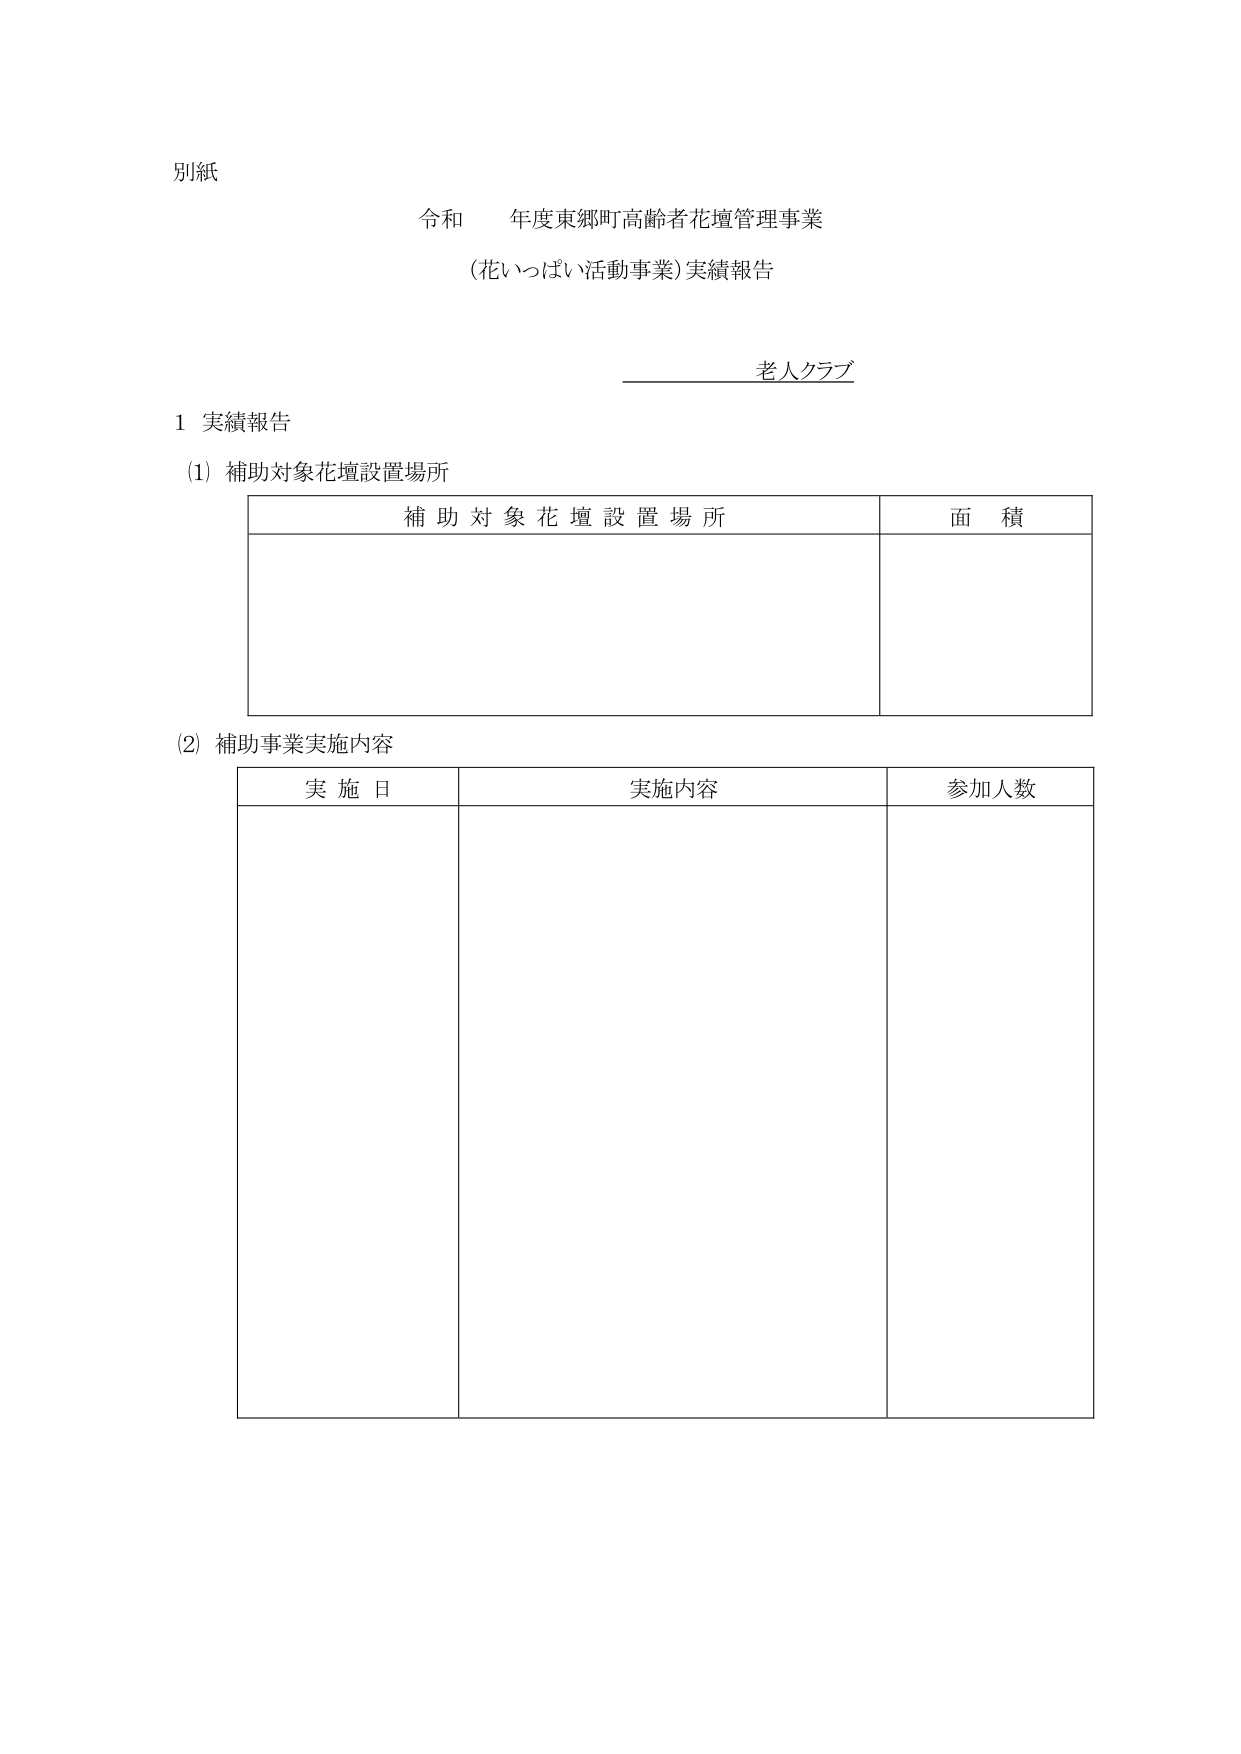 別紙
令和　　年度東郷町高齢者花壇管理事業
（花いっぱい活動事業）実績報告
老人クラブ
1 実績報告
(1) 補助対象花壇設置場所
補助対象花壇設置場所　面　積
(2) 補助事業実施内容
実 施 日　実施内容　参加人数